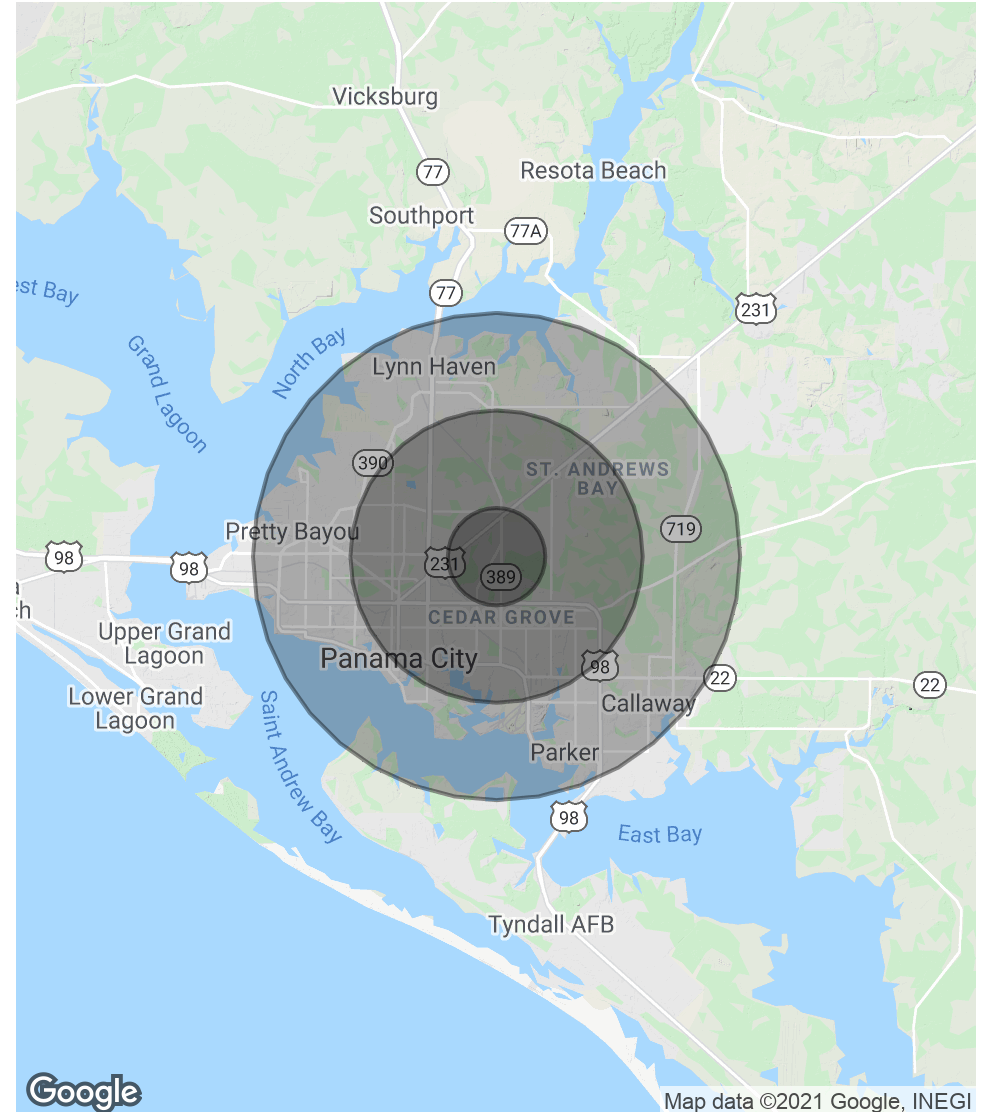 Vicksburg
77
Resota Beach
Southport
77A
77
est Bay
231
North Bay
Grand Lagoon
Lynn Haven
390
ST. ANDREWS
BAY
719
Pretty Bayou
98
98
231
389
a
ch
CEDAR GROVE
Upper Grand
Lagoon
Panama City
98
22
22
Lower Grand
Lagoon
Callaway
Saint Andrew Bay
Parker
98
East Bay
Tyndall AFB
Google
Map data ©2021 Google, INEGI